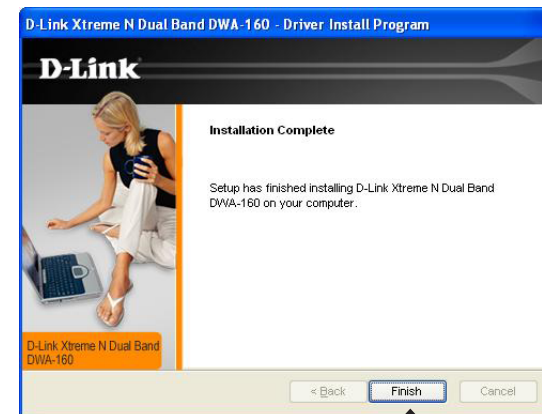 D-Link Xtreme N Dual Band DWA-160 - Driver Install Program
D-Link
Installation Complete
Setup has finished installing D-Link Xtreme N Dual Band
DWA-160 on your computer.
D-Link Xtreme N Dual Band
DWA-160
< Back
Finish
Cancel